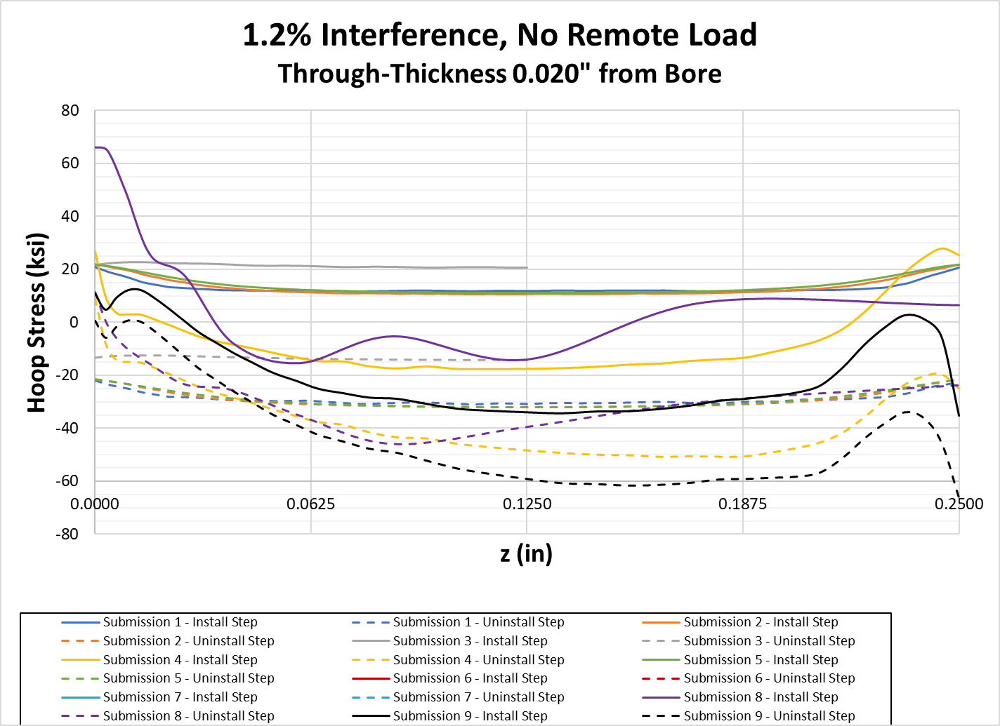 1.2% Interference, No Remote Load
Through-Thickness 0.020" from Bore
Hoop Stress (ksi)
80
60
40
20
0
-20
-40
-60
-80
0.0000 0.0625 0.1250 0.1875 0.2500
z (in)
Submission 1 - Install Step Submission 1 - Uninstall Step Submission 2 - Install Step
Submission 2 - Uninstall Step Submission 3 - Install Step Submission 3 - Uninstall Step
Submission 4 - Install Step Submission 4 - Uninstall Step Submission 5 - Install Step
Submission 5 - Uninstall Step Submission 6 - Install Step Submission 6 - Uninstall Step
Submission 7 - Install Step Submission 7 - Uninstall Step Submission 8 - Install Step
Submission 8 - Uninstall Step Submission 9 - Install Step Submission 9 - Uninstall Step